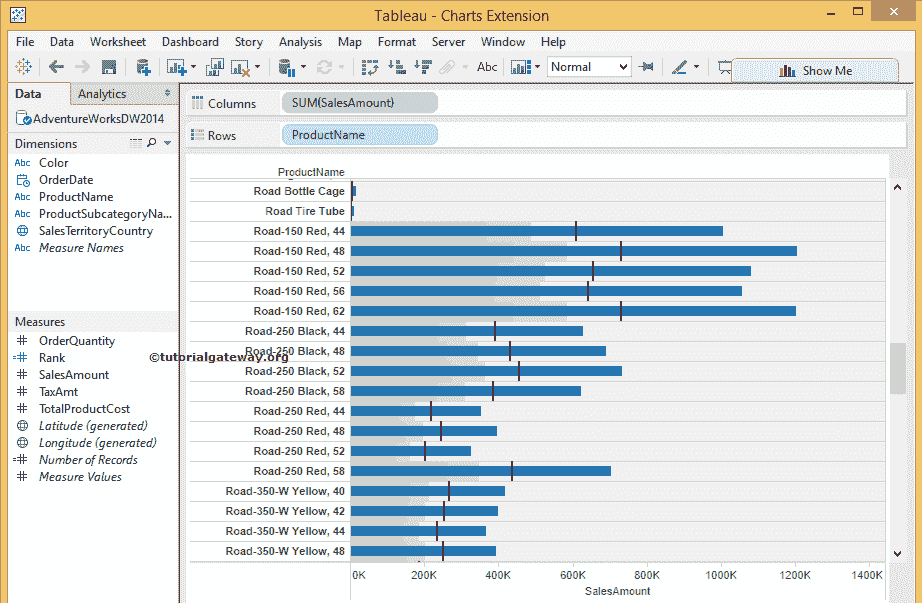 Tableau - Charts Extension
File Data Worksheet Dashboard Story Analysis Map Format Server Window Help
Abc Normal Show Me
Data Analytics
AdventureWorksDW2014
Dimensions
Abc Color
OrderDate
Abc ProductName
Abc ProductSubcategoryNa...
SalesTerritoryCountry
Abc Measure Names
Measures
OrderQuantity
Rank
SalesAmount
TaxAmt
TotalProductCost
Latitude (generated)
Longitude (generated)
Number of Records
Measure Values
©tutorialgateway.org
Columns SUM(SalesAmount)
Rows ProductName
ProductName
Road Bottle Cage
Road Tire Tube
Road-150 Red, 44
Road-150 Red, 48
Road-150 Red, 52
Road-150 Red, 56
Road-150 Red, 62
Road-250 Black, 44
Road-250 Black, 48
Road-250 Black, 52
Road-250 Black, 58
Road-250 Red, 44
Road-250 Red, 48
Road-250 Red, 52
Road-250 Red, 58
Road-350-W Yellow, 40
Road-350-W Yellow, 42
Road-350-W Yellow, 44
Road-350-W Yellow, 48
0K 200K 400K 600K 800K 1000K 1200K 1400K
SalesAmount